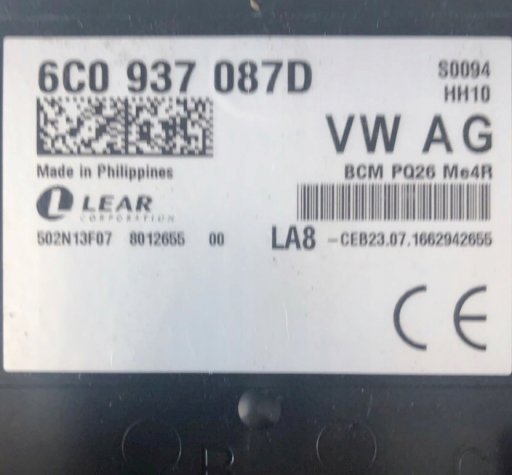 6C0 937 087D
S0094
HH10
VW AG
Made in Philippines
BCM PQ26 Me4R
LEAR
CORPORATION
502N13F07 8012655 00
LA8 -CEB23.07.1662942655
CE
B